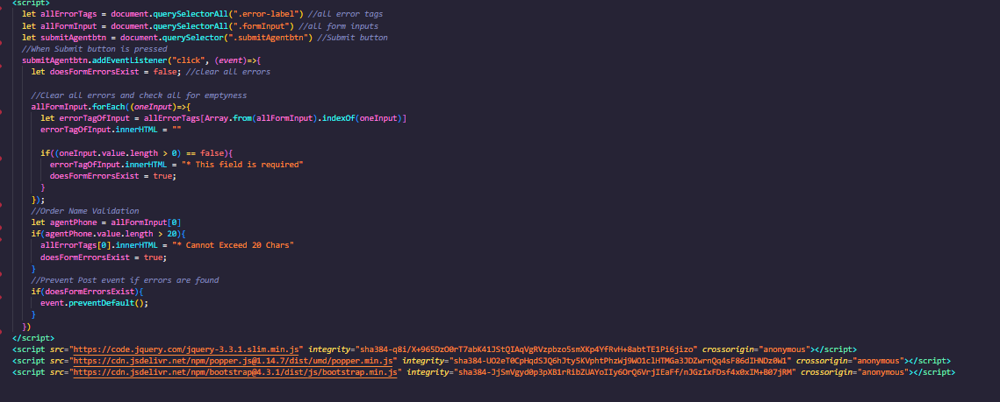 <script>
let allErrorTags = document.querySelectorAll(".error-label") //all error tags
let allFormInput = document.querySelectorAll(".formInput") //all form inputs
let submitAgentbtn = document.querySelector(".submitAgentbtn") //Submit button
//When Submit button is pressed
submitAgentbtn.addEventListener("click", (event)=>{
let doesFormErrorsExist = false; //clear all errors
//Clear all errors and check all for emptyness
allFormInput.forEach((oneInput)=>{
let errorTagOfInput = allErrorTags[Array.from(allFormInput).indexOf(oneInput)]
errorTagOfInput.innerHTML = ""
if((oneInput.value.length > 0) == false){
errorTagOfInput.innerHTML = "* This field is required"
doesFormErrorsExist = true;
}
});
//Order Name Validation
let agentPhone = allFormInput[0]
if(agentPhone.value.length > 20){
allErrorTags[0].innerHTML = "* Cannot Exceed 20 Chars"
doesFormErrorsExist = true;
}
//Prevent Post event if errors are found
if(doesFormErrorsExist){
event.preventDefault();
}
})
</script>
<script src="https://code.jquery.com/jquery-3.3.1.slim.min.js" integrity="sha384-q8i/X+965DzO0rT7abK41JStQIAqVgRVzpbzo5smXKp4YfRvH+8abtTE1Pi6jizo" crossorigin="anonymous"></script>
<script src="https://cdn.jsdelivr.net/npm/popper.js@1.14.7/dist/umd/popper.min.js" integrity="sha384-UO2eT0CpHqdSJQ6hJty5KVphtPhzWj9WO1clHTMGa3JDZwrnQq4sF86dIHNDz0W1" crossorigin="anonymous"></script>
<script src="https://cdn.jsdelivr.net/npm/bootstrap@4.3.1/dist/js/bootstrap.min.js" integrity="sha384-JjSmVgyd0p3pXB1rRibZUAYoIIy6OrQ6VrjIEaFf/nJGzIxFDsf4x0xIM+B07jRM" crossorigin="anonymous"></script>